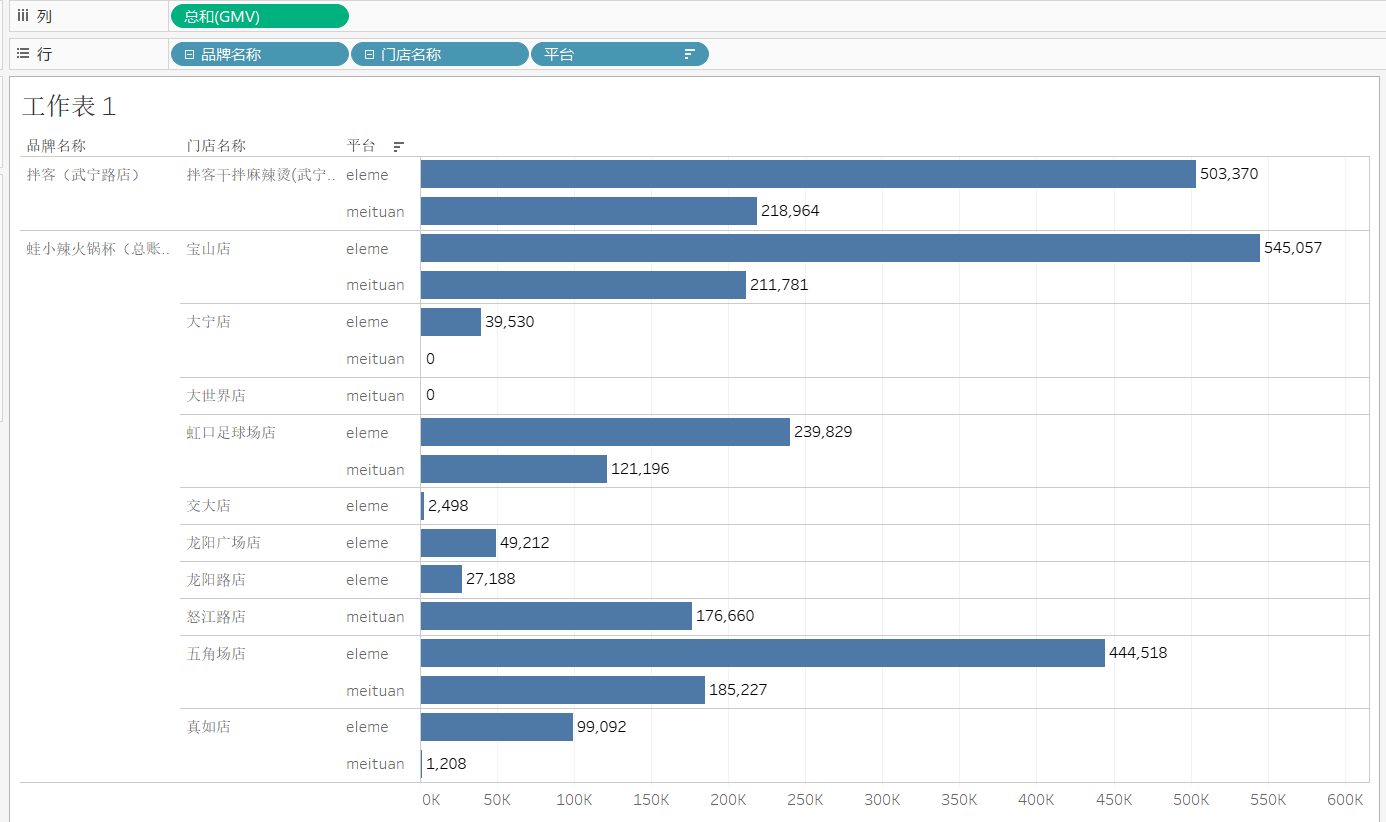 列 总和(GMV)
行 品牌名称 门店名称 平台
工作表 1
品牌名称 门店名称 平台
拌客（武宁路店） 拌客干拌麻辣烫(武宁.. eleme 503,370
meituan 218,964
蛙小辣火锅杯（总账.. 宝山店 eleme 545,057
meituan 211,781
大宁店 eleme 39,530
meituan 0
大世界店 meituan 0
虹口足球场店 eleme 239,829
meituan 121,196
交大店 eleme 2,498
龙阳广场店 eleme 49,212
龙阳路店 eleme 27,188
怒江路店 meituan 176,660
五角场店 eleme 444,518
meituan 185,227
真如店 eleme 99,092
meituan 1,208
0K 50K 100K 150K 200K 250K 300K 350K 400K 450K 500K 550K 600K